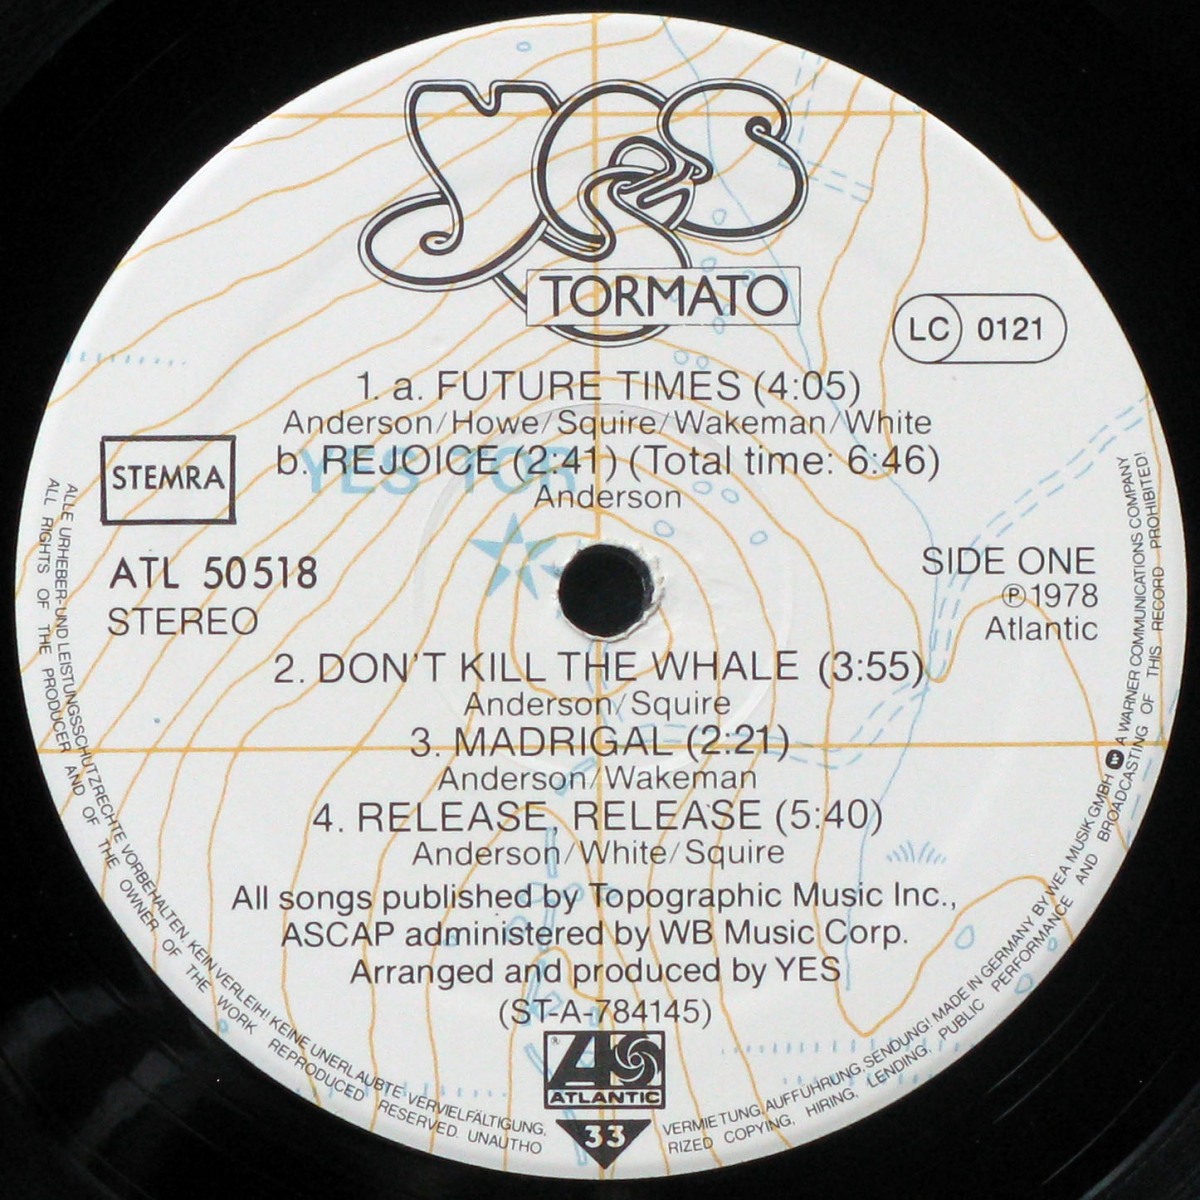 YES
TORMATO
LC 0121
1. a. FUTURE TIMES (4:05)
Anderson/Howe/Squire/Wakeman/White
b. REJOICE (2:41) (Total time: 6:46)
Anderson
YES TOR
STEMRA
ATL 50518
STEREO
SIDE ONE
℗ 1978
Atlantic
2. DON'T KILL THE WHALE (3:55)
Anderson/Squire
3. MADRIGAL (2:21)
Anderson/Wakeman
4. RELEASE, RELEASE (5:40)
Anderson/White/Squire
All songs published by Topographic Music Inc.,
ASCAP administered by WB Music Corp.
Arranged and produced by YES
(ST-A-784145)
® ATLANTIC
33
ALLE URHEBER- UND LEISTUNGSSCHUTZRECHTE VORBEHALTEN. KEIN VERLEIH! KEINE UNERLAUBTE VERVIELFÄLTIGUNG, VERMIETUNG, AUFFÜHRUNG, SENDUNG! MADE IN GERMANY BY WEA MUSIK GMBH W A WARNER COMMUNICATIONS COMPANY
ALL RIGHTS OF THE PRODUCER AND OF THE OWNER OF THE WORK REPRODUCED RESERVED. UNAUTHORIZED COPYING, HIRING, LENDING, PUBLIC PERFORMANCE AND BROADCASTING OF THIS RECORD PROHIBITED!